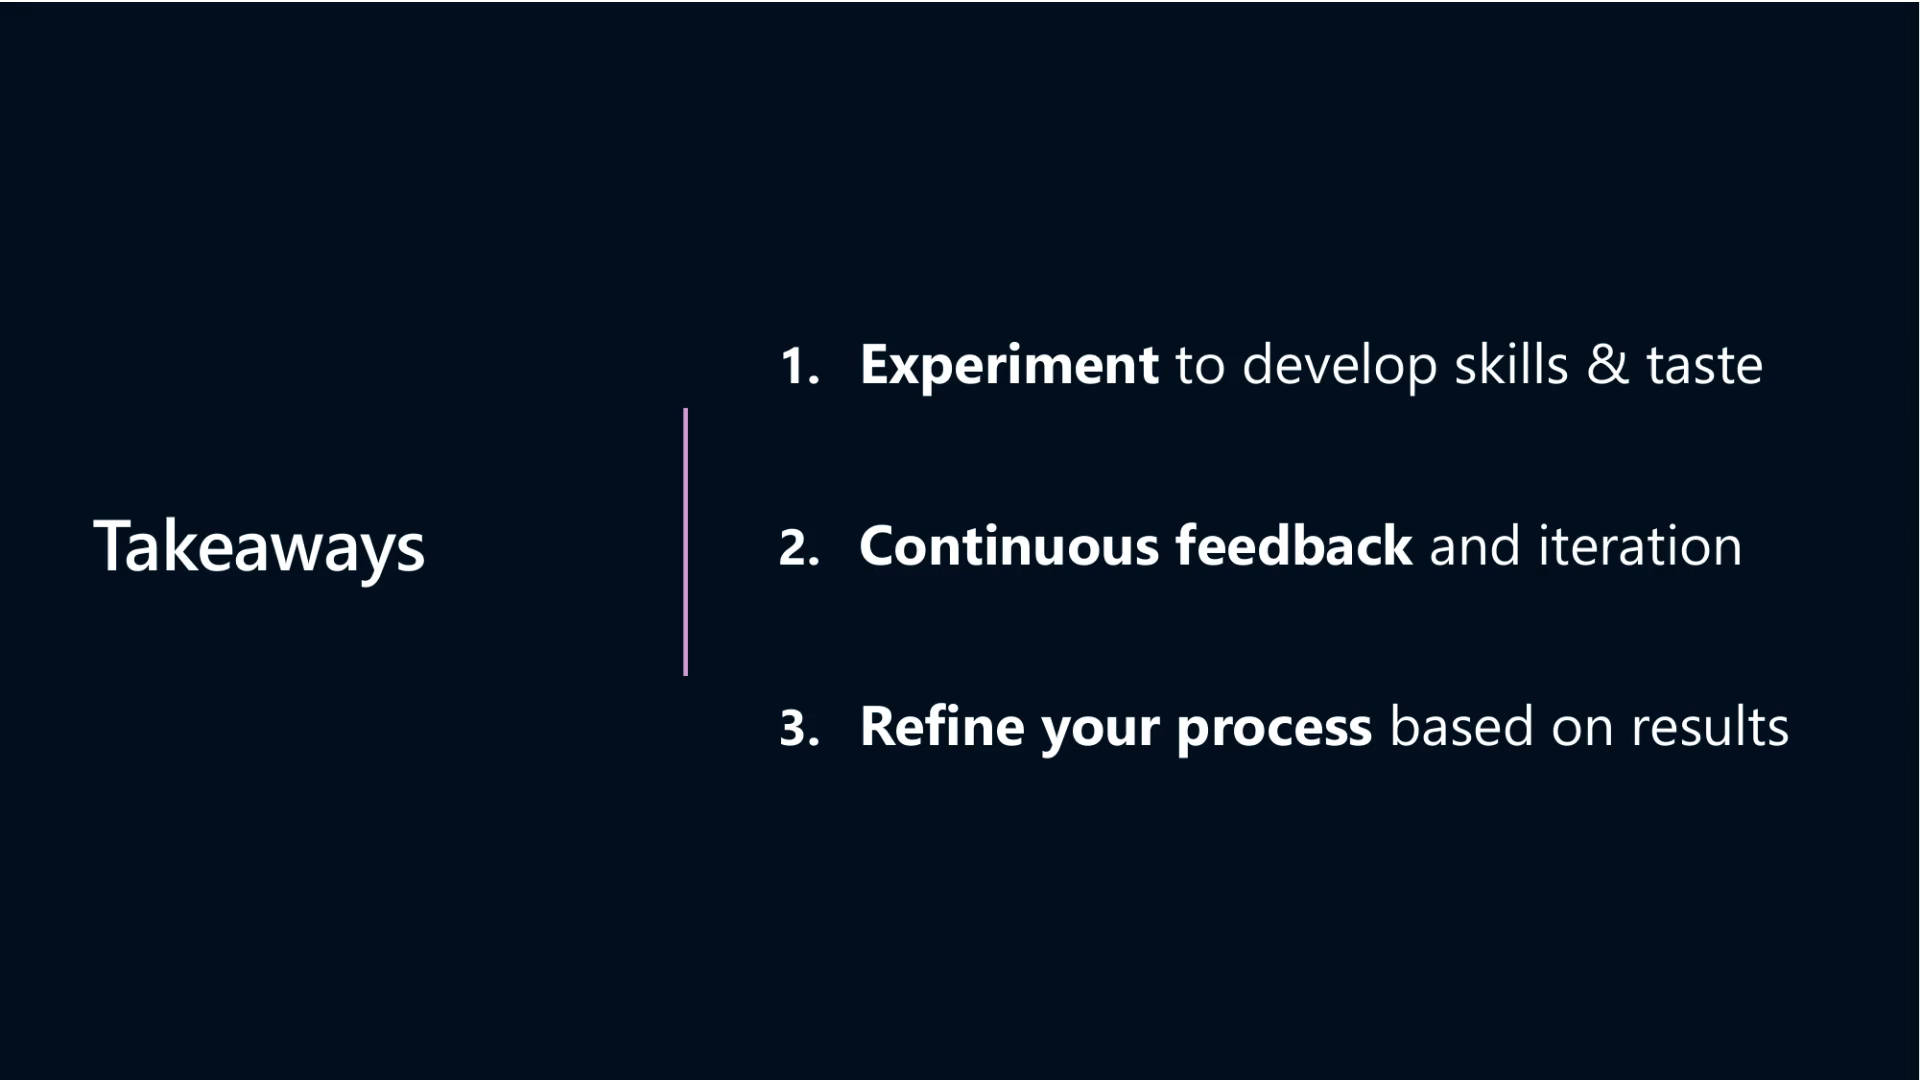 Takeaways
1. Experiment to develop skills & taste
2. Continuous feedback and iteration
3. Refine your process based on results